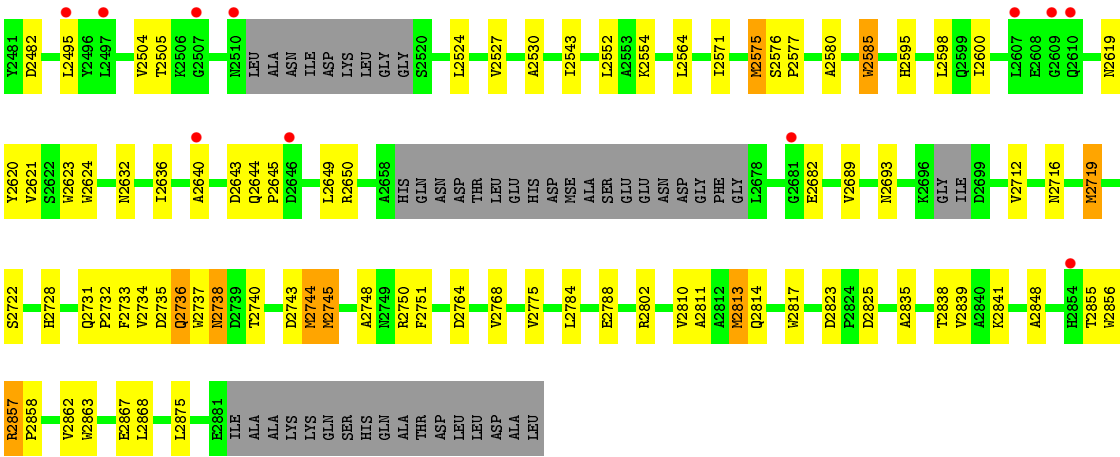 Y2481 D2482 L2495 Y2496 L2497 V2504 T2505 K2506 G2507 N2510 LEU ALA ASN ILE ASP LYS LEU GLY GLY S2520 L2524 V2527 A2530 I2543 L2552 A2553 K2554 L2564 I2571 M2575 S2576 P2577 A2580 W2585 H2595 L2598 Q2599 I2600 L2607 E2608 G2609 Q2610 N2619
Y2620 V2621 S2622 W2623 W2624 N2632 I2636 A2640 D2643 Q2644 P2645 D2646 L2649 R2650 A2658 HIS GLN ASN ASP THR LEU GLU HIS ASP MSE ALA SER GLU GLU ASN ASP GLY PHE GLY L2678 G2681 E2682 V2689 N2693 K2696 GLY ILE D2699 V2712 N2716 M2719
S2722 H2728 Q2731 P2732 F2733 V2734 D2735 Q2736 W2737 N2738 D2739 T2740 D2743 M2744 M2745 A2748 N2749 R2750 F2751 D2764 V2768 V2775 L2784 E2788 R2802 V2810 A2811 A2812 M2813 Q2814 W2817 D2823 P2824 D2825 A2835 T2838 V2839 A2840 K2841 A2848 H2854 T2855 W2856
R2857 P2858 V2862 W2863 E2867 L2868 L2875 E2881 ILE ALA ALA LYS LYS GLN SER HIS GLN ALA THR ASP LEU LEU ASP ALA LEU